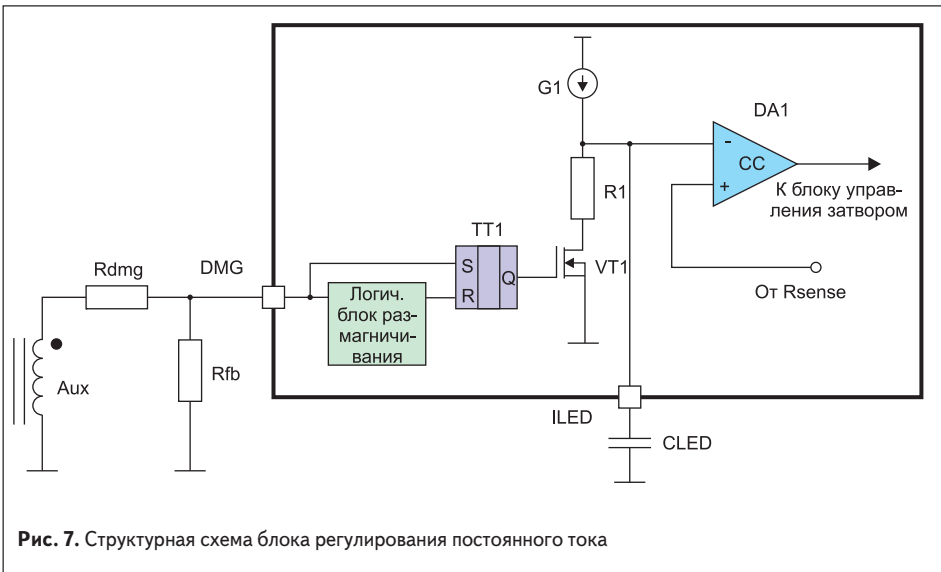 G1
DA1
-
CC
+
R1
К блоку управ-
ления затвором
TT1
Rdmg
DMG
S
Q
R
VT1
Логич.
блок раз-
магничи-
вания
От Rsense
Aux
Rfb
ILED
CLED
Рис. 7. Структурная схема блока регулирования постоянного тока